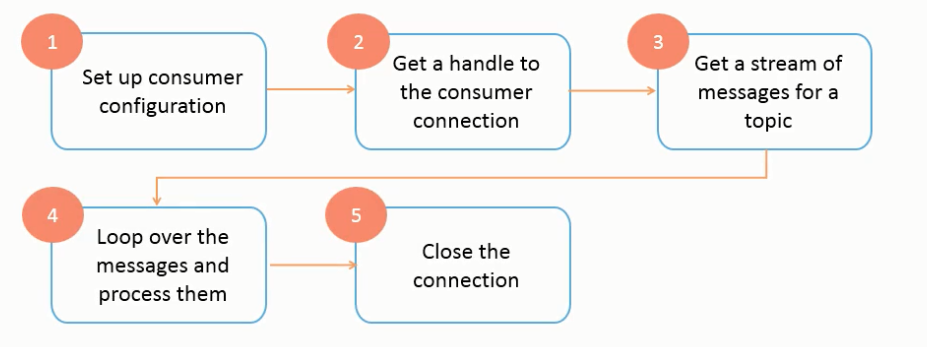 1
Set up consumer
configuration
2
Get a handle to
the consumer
connection
3
Get a stream of
messages for a
topic
4
Loop over the
messages and
process them
5
Close the
connection